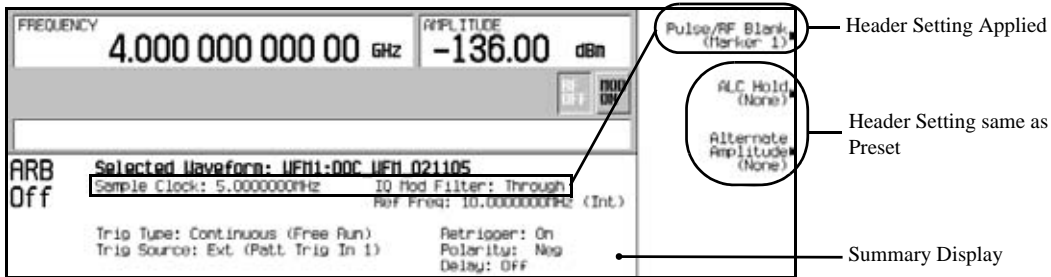 FREQUENCY
4.000 000 000 00 GHz
AMPLITUDE
-136.00 dBm
RF OFF
MOD ON
Pulse/RF Blank
(Marker 1)
ALC Hold
(None)
Alternate
Amplitude
(None)
Header Setting Applied
Header Setting same as
Preset
Summary Display
ARB
Off
Selected Waveform: WFM1:DOC_WFM_021105
Sample Clock: 5.0000000MHz IQ Mod Filter: Through
Ref Freq: 10.0000000MHz (Int)
Trig Type: Continuous (Free Run) Retrigger: On
Trig Source: Ext (Patt Trig In 1) Polarity: Neg
Delay: Off